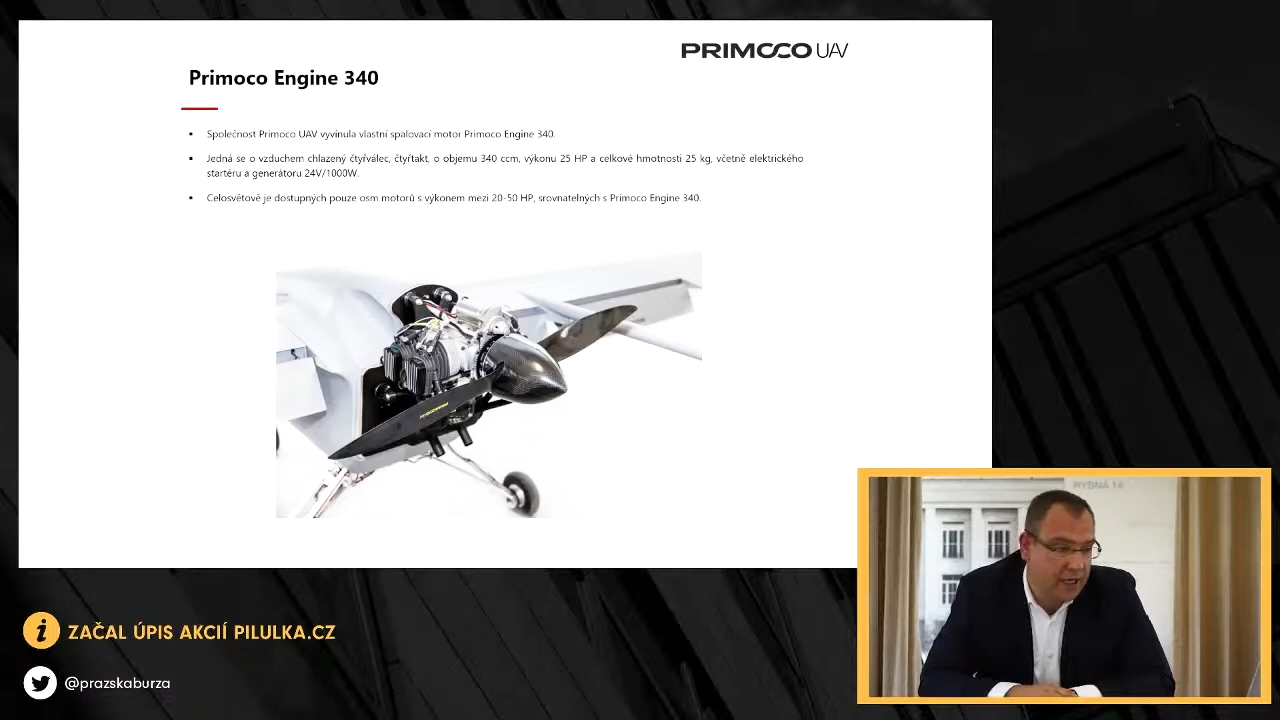 PRIMOCO UAV
Primoco Engine 340
▪ Společnost Primoco UAV vyvinula vlastní spalovací motor Primoco Engine 340.
▪ Jedná se o vzduchem chlazený čtyřválec, čtyřtakt, o objemu 340 ccm, výkonu 25 HP a celkové hmotnosti 25 kg, včetně elektrického
startéru a generátoru 24V/1000W.
▪ Celosvětově je dostupných pouze osm motorů s výkonem mezi 20-50 HP, srovnatelných s Primoco Engine 340.
RYBNÁ 14
i ZAČAL ÚPIS AKCIÍ PILULKA.CZ
@prazskaburza